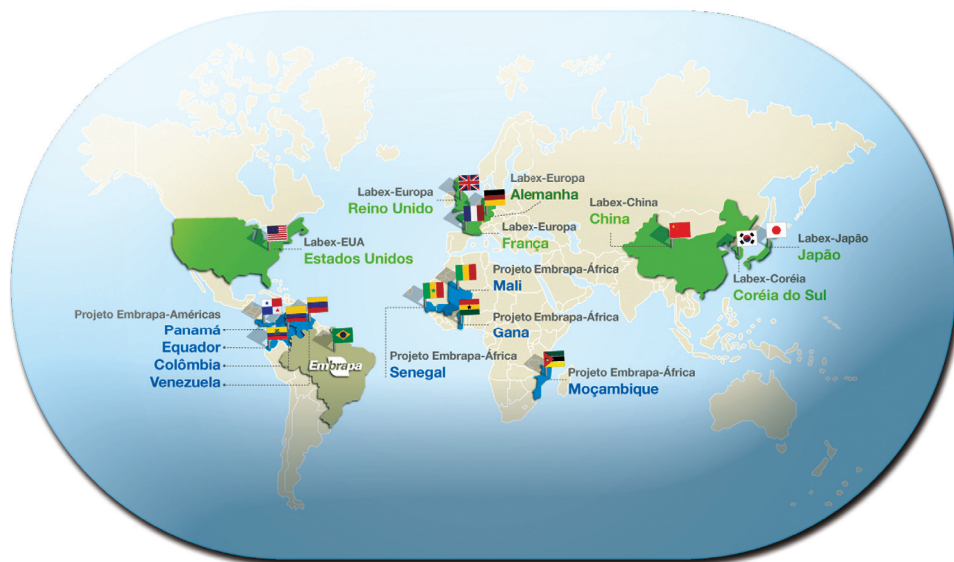 Labex-Europa
Reino Unido
Labex-Europa
Alemanha
Labex-Europa
França
Labex-China
China
Labex-EUA
Estados Unidos
Labex-Japão
Japão
Labex-Coréia
Coréia do Sul
Projeto Embrapa-África
Mali
Projeto Embrapa-África
Gana
Projeto Embrapa-África
Senegal
Projeto Embrapa-África
Moçambique
Projeto Embrapa-Américas
Panamá
Equador
Colômbia
Venezuela
Embrapa